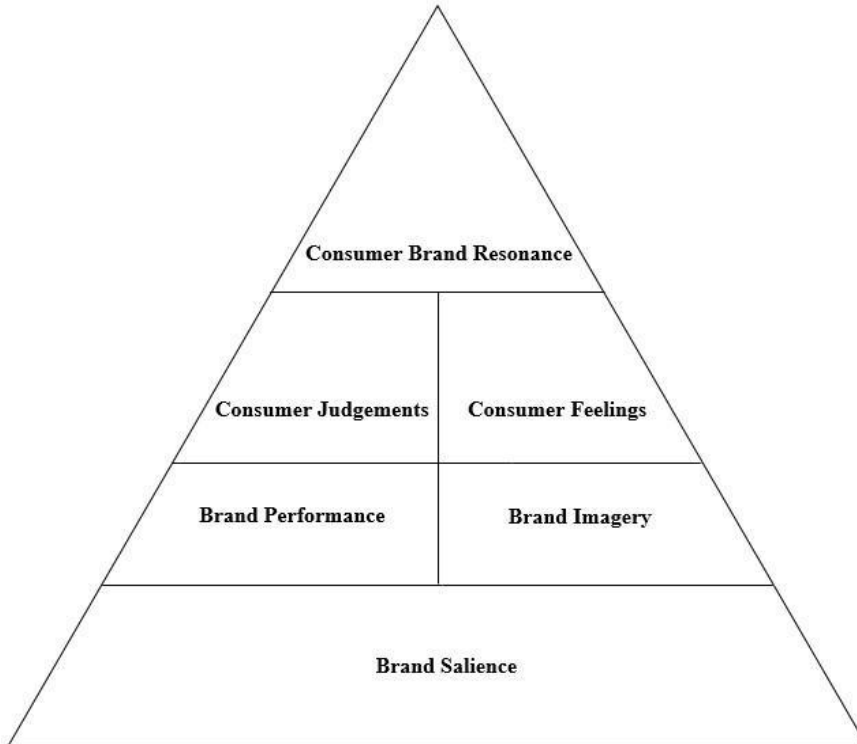 Consumer Brand Resonance
Consumer Judgements
Consumer Feelings
Brand Performance
Brand Imagery
Brand Salience